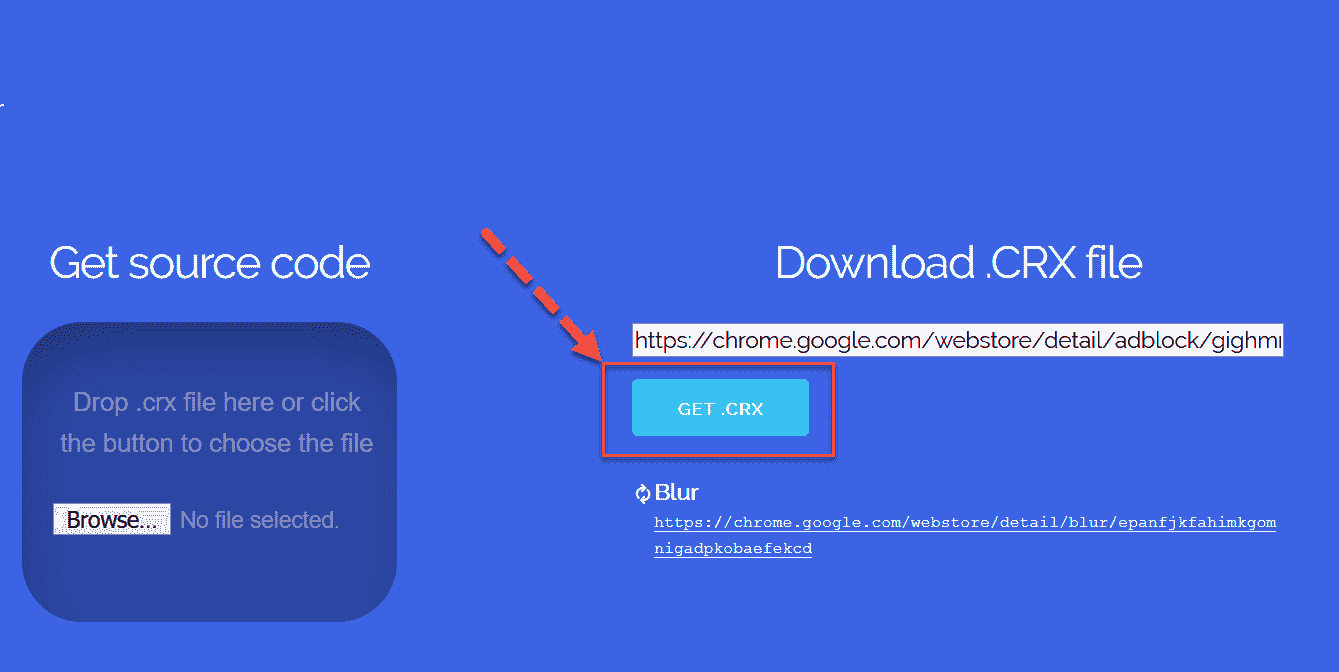 Get source code
Drop .crx file here or click
the button to choose the file
Browse... No file selected.
Download .CRX file
https://chrome.google.com/webstore/detail/adblock/gighm
GET .CRX
Blur
https://chrome.google.com/webstore/detail/blur/epanfjkfahimkgom
nigadpkobaefekcd